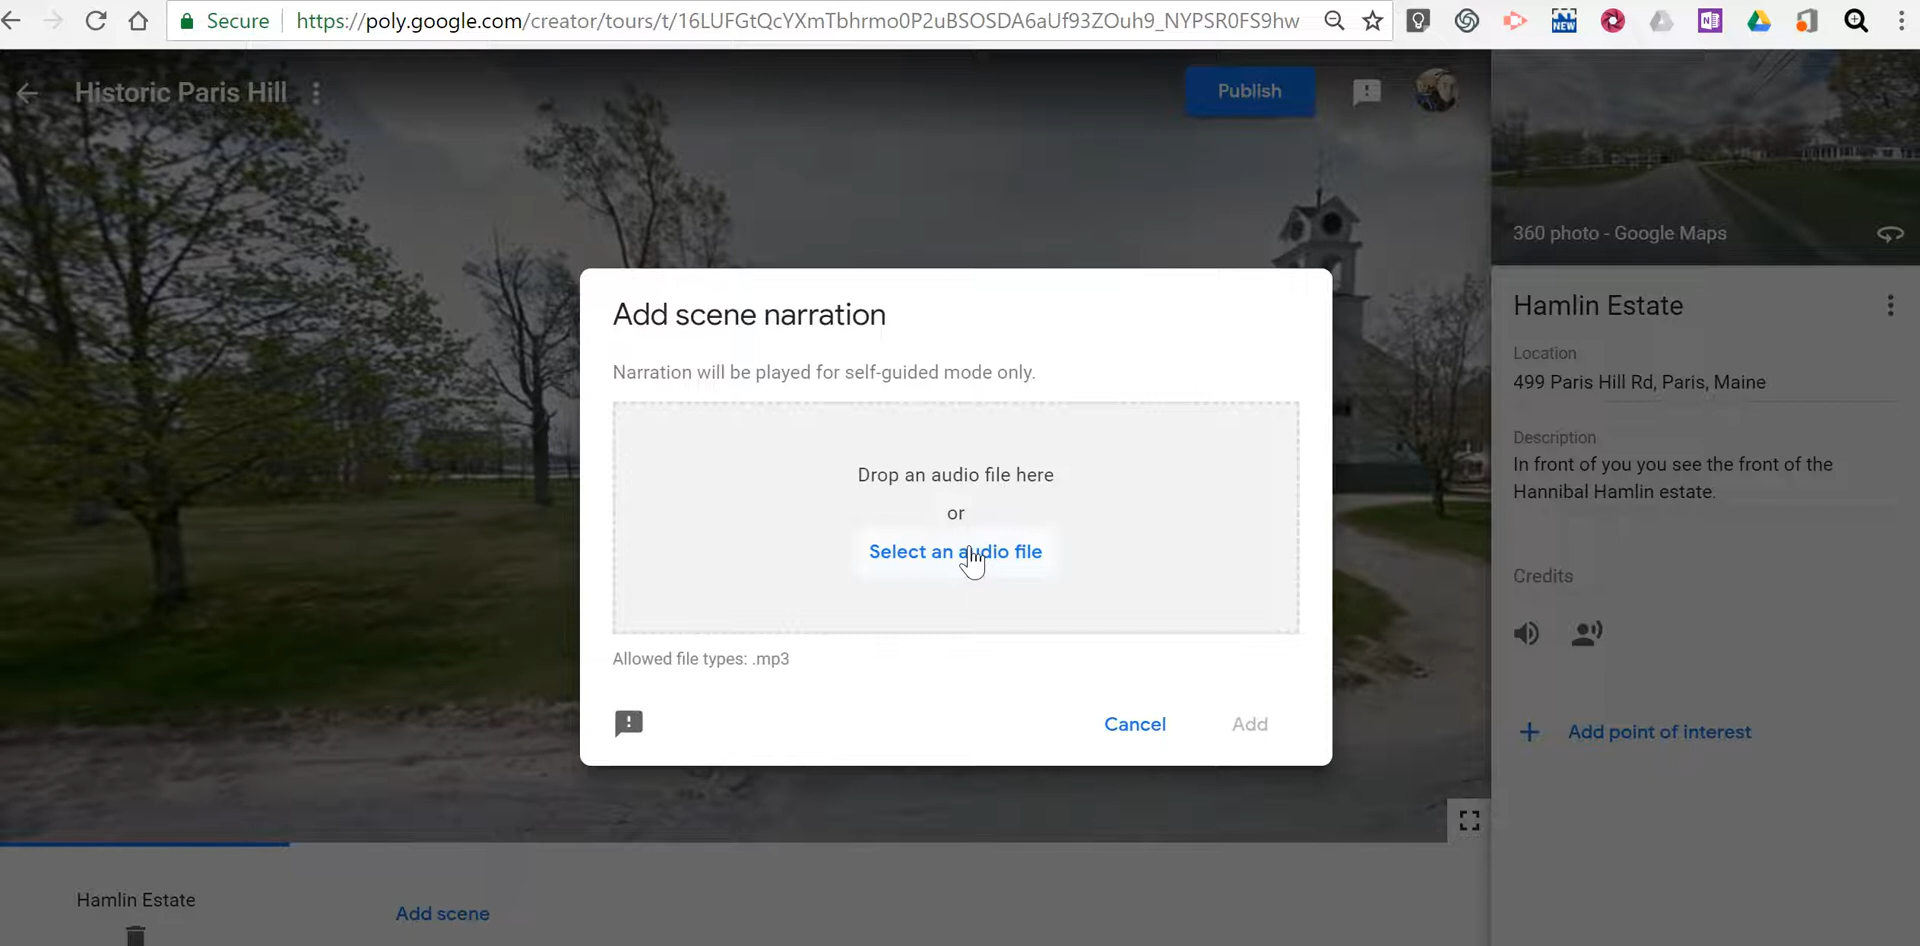 Secure
https://poly.google.com/creator/tours/t/16LUFGtQcYXmTbhrmo0P2uBSOSDA6aUf93ZOuh9_NYPSR0FS9hw
NEW
N
Historic Paris Hill
Publish
360 photo - Google Maps
Add scene narration
Narration will be played for self-guided mode only.
Drop an audio file here
or
Select an audio file
Allowed file types: .mp3
Cancel
Add
Hamlin Estate
Location
499 Paris Hill Rd, Paris, Maine
Description
In front of you you see the front of the
Hannibal Hamlin estate.
Credits
+ Add point of interest
Hamlin Estate
Add scene